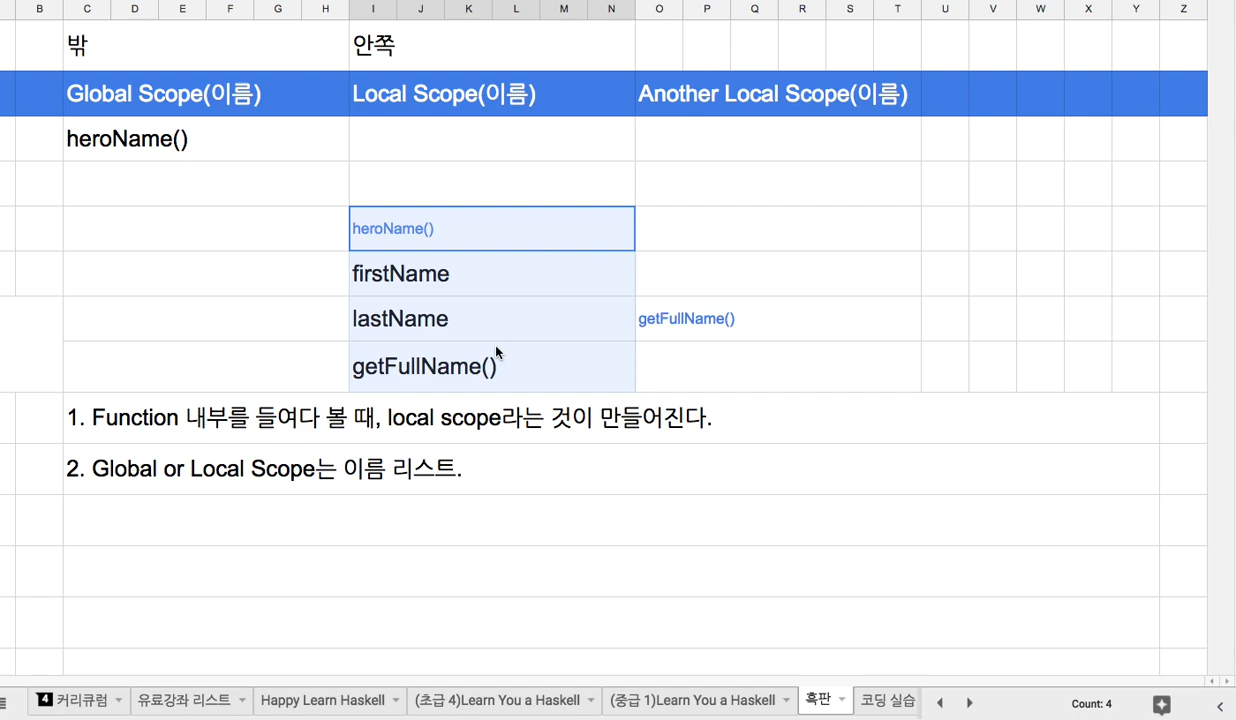 B C D E F G H I J K L M N O P Q R S T U V W X Y Z
밖 안쪽
Global Scope(이름) Local Scope(이름) Another Local Scope(이름)
heroName()
heroName()
firstName
lastName getFullName()
getFullName()
1. Function 내부를 들여다 볼 때, local scope라는 것이 만들어진다.
2. Global or Local Scope는 이름 리스트.
4 커리큐럼 유료강좌 리스트 Happy Learn Haskell (초급 4)Learn You a Haskell (중급 1)Learn You a Haskell 흑판 코딩 실습 Count: 4